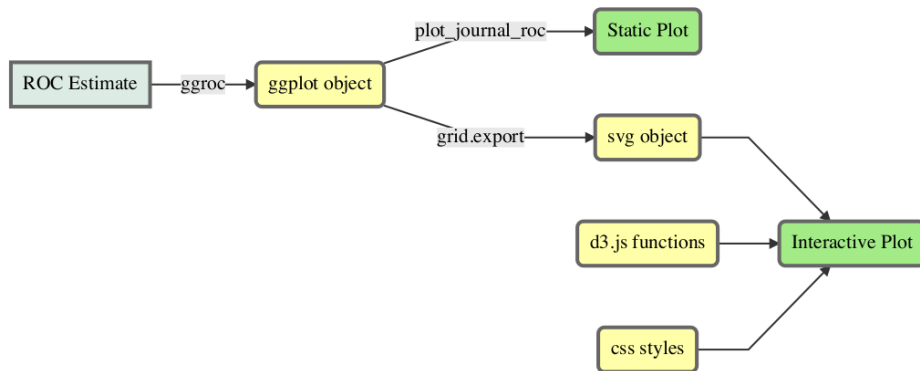 plot_journal_roc
Static Plot
ROC Estimate
ggroc
ggplot object
grid.export
svg object
d3.js functions
Interactive Plot
css styles